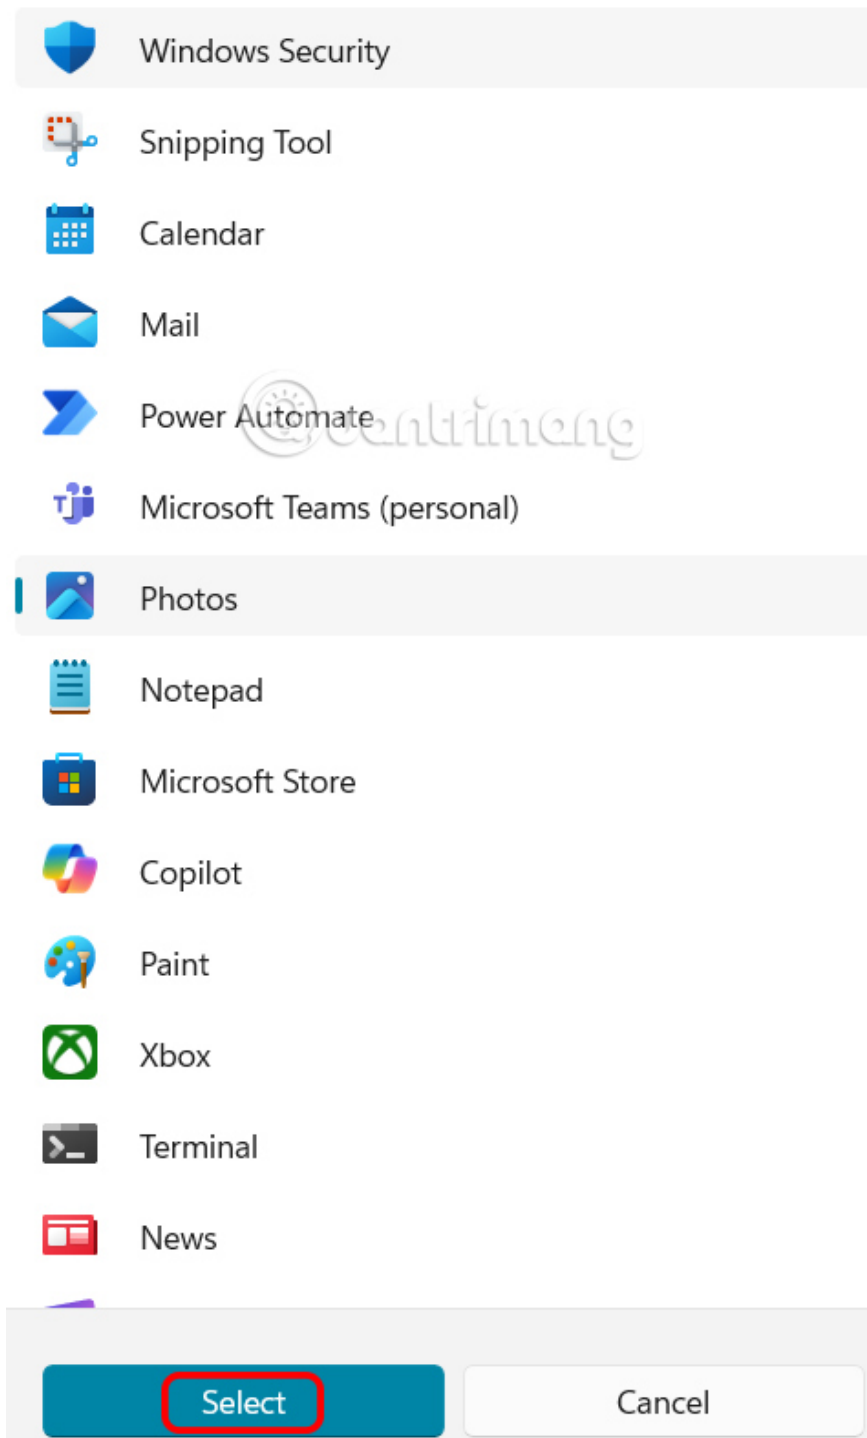 Windows Security
Snipping Tool
Calendar
Mail
Power Automate
uantrimang
Microsoft Teams (personal)
Photos
Notepad
Microsoft Store
Copilot
Paint
Xbox
Terminal
News
Select
Cancel